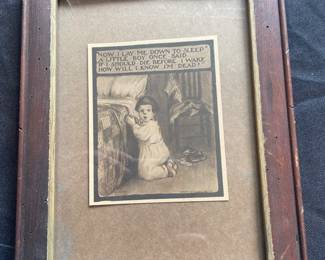 "NOW I LAY ME DOWN TO SLEEP"
A LITTLE BOY ONCE SAID
IF I SHOULD DIE BEFORE I WAKE
HOW WILL I KNOW I'M DEAD?